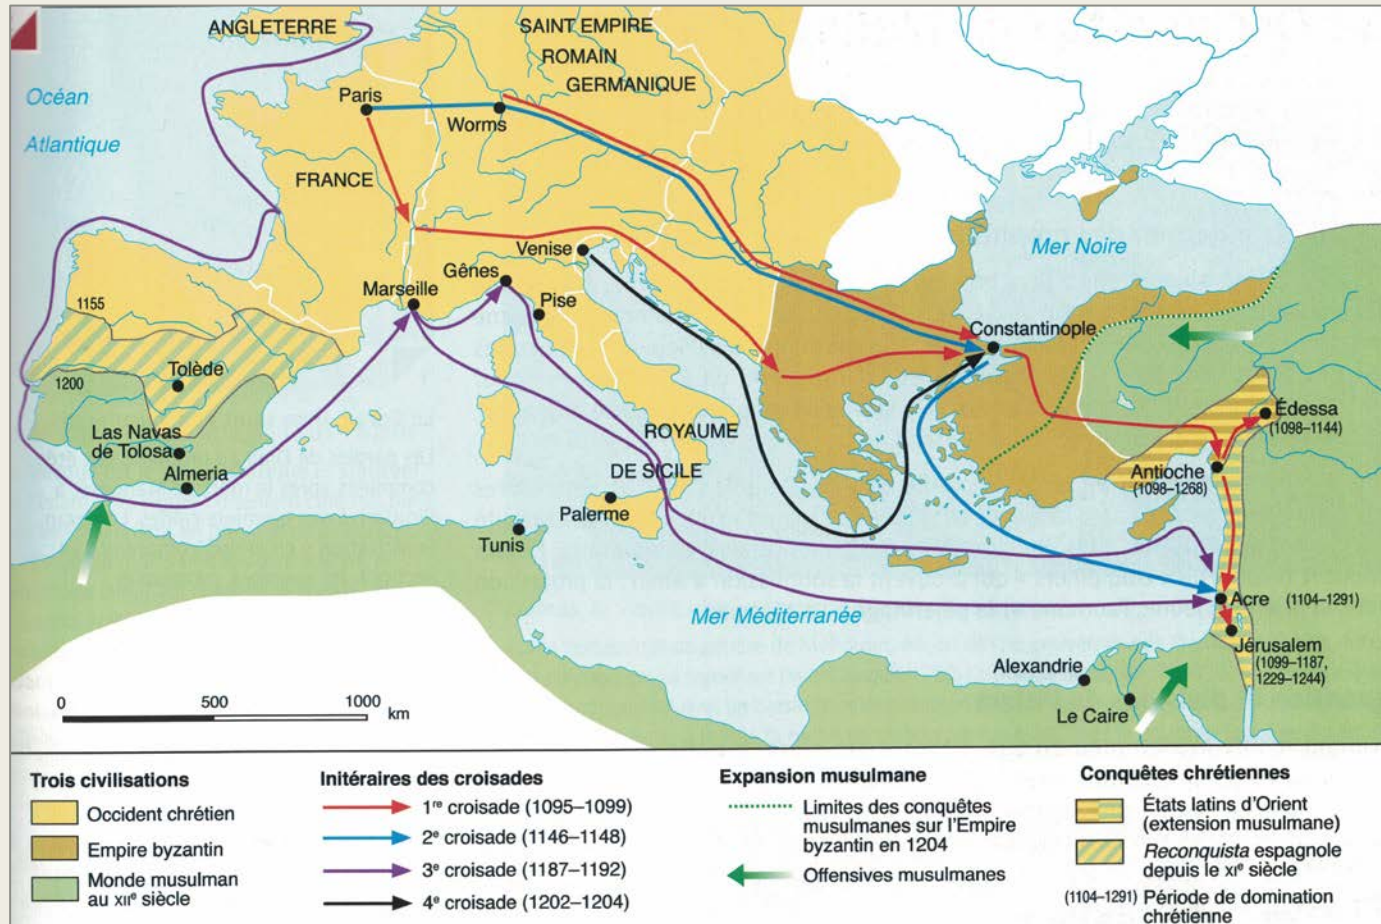 ANGLETERRE
SAINT EMPIRE
ROMAIN
GERMANIQUE
Océan
Atlantique
Paris
Worms
FRANCE
Mer Noire
Venise
Gênes
Marseille
Pise
1155
Constantinople
Tolède
1200
Las Navas
de Tolosa
Almeria
ROYAUME
DE SICILE
Palerme
Tunis
Édessa
(1098–1144)
Antioche
(1098–1268)
Mer Méditerranée
Acre (1104–1291)
Jérusalem
(1099–1187,
1229–1244)
Alexandrie
Le Caire
0 500 1000
km
Trois civilisations
Occident chrétien
Empire byzantin
Monde musulman
au XIIe siècle
Initéraires des croisades
1re croisade (1095–1099)
2e croisade (1146–1148)
3e croisade (1187–1192)
4e croisade (1202–1204)
Expansion musulmane
Limites des conquêtes
musulmanes sur l'Empire
byzantin en 1204
Offensives musulmanes
Conquêtes chrétiennes
États latins d'Orient
(extension musulmane)
Reconquista espagnole
depuis le XIe siècle
(1104–1291) Période de domination
chrétienne